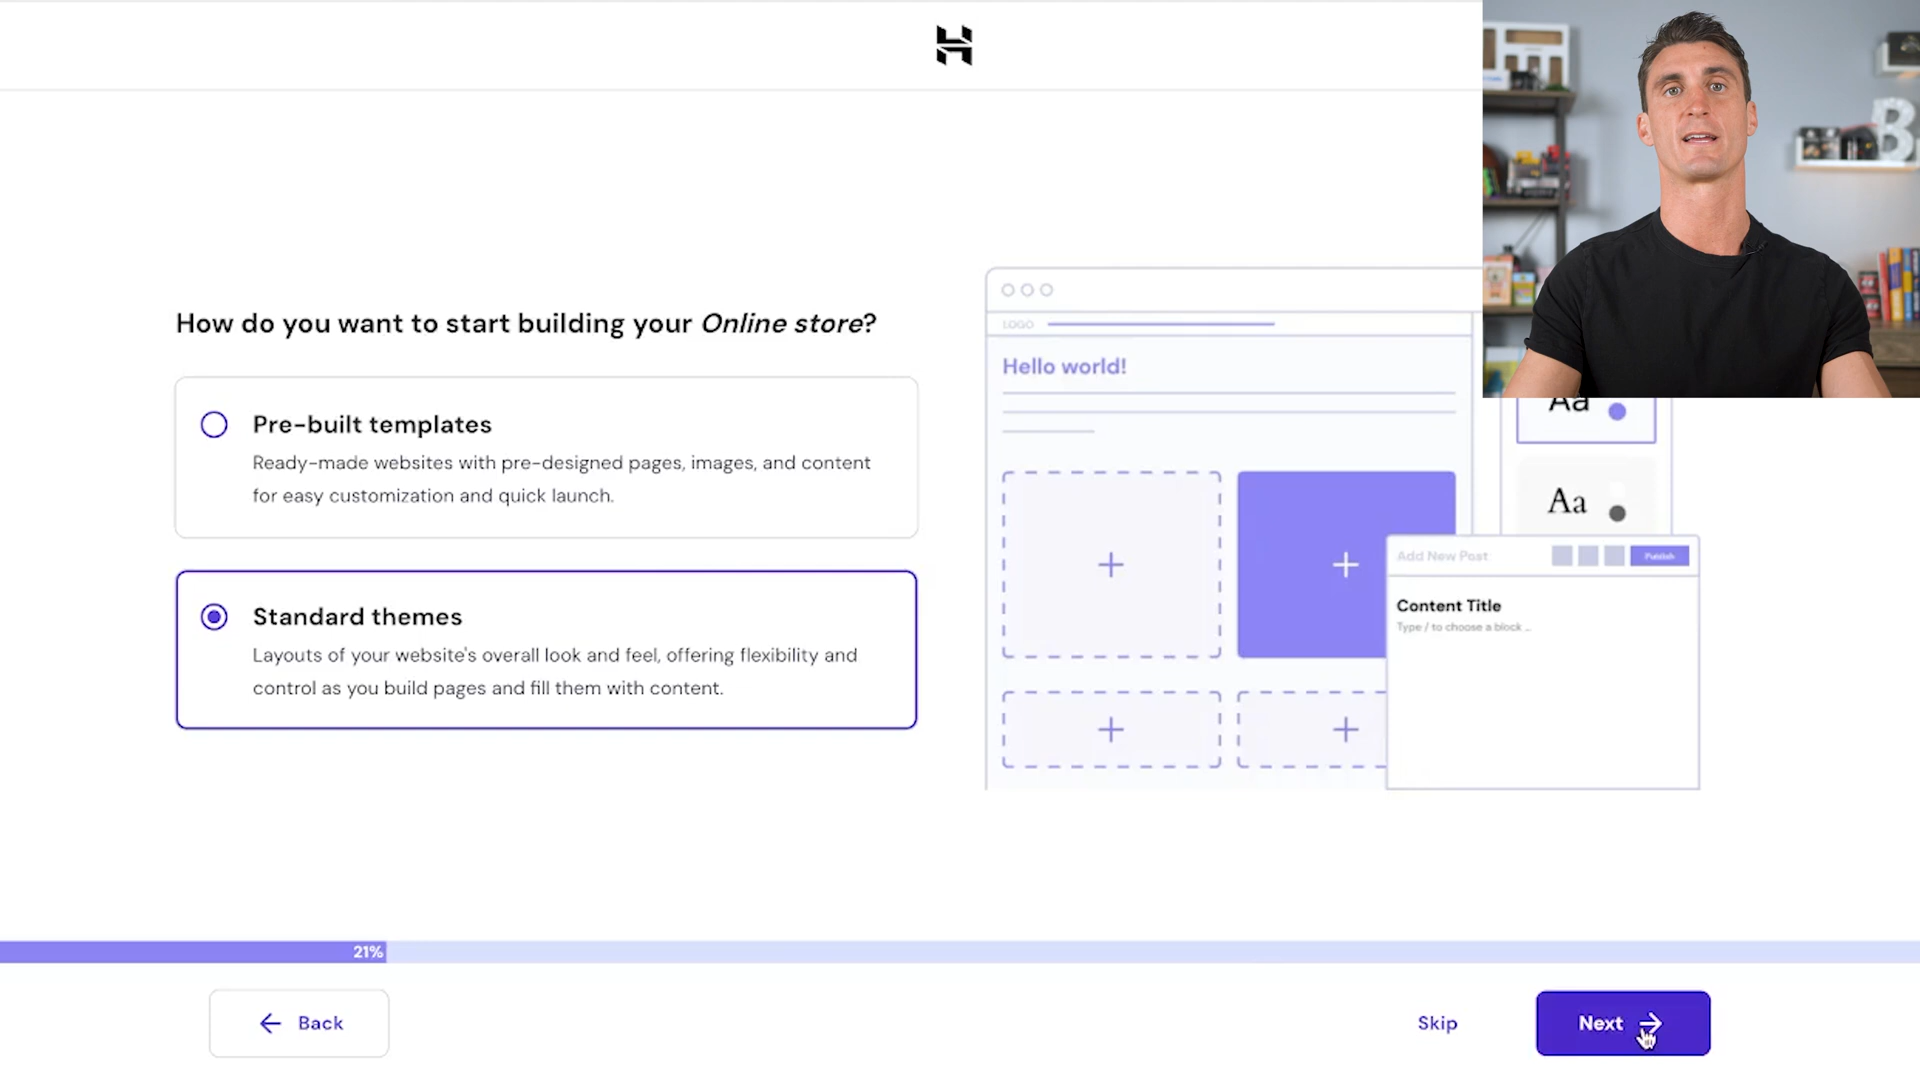 How do you want to start building your Online store?
Pre-built templates
Ready-made websites with pre-designed pages, images, and content
for easy customization and quick launch.
Standard themes
Layouts of your website's overall look and feel, offering flexibility and
control as you build pages and fill them with content.
LOGO
Hello world!
Aa
Aa
Add New Post
Publish
Content Title
Type / to choose a block ...
B
21%
Back
Skip
Next